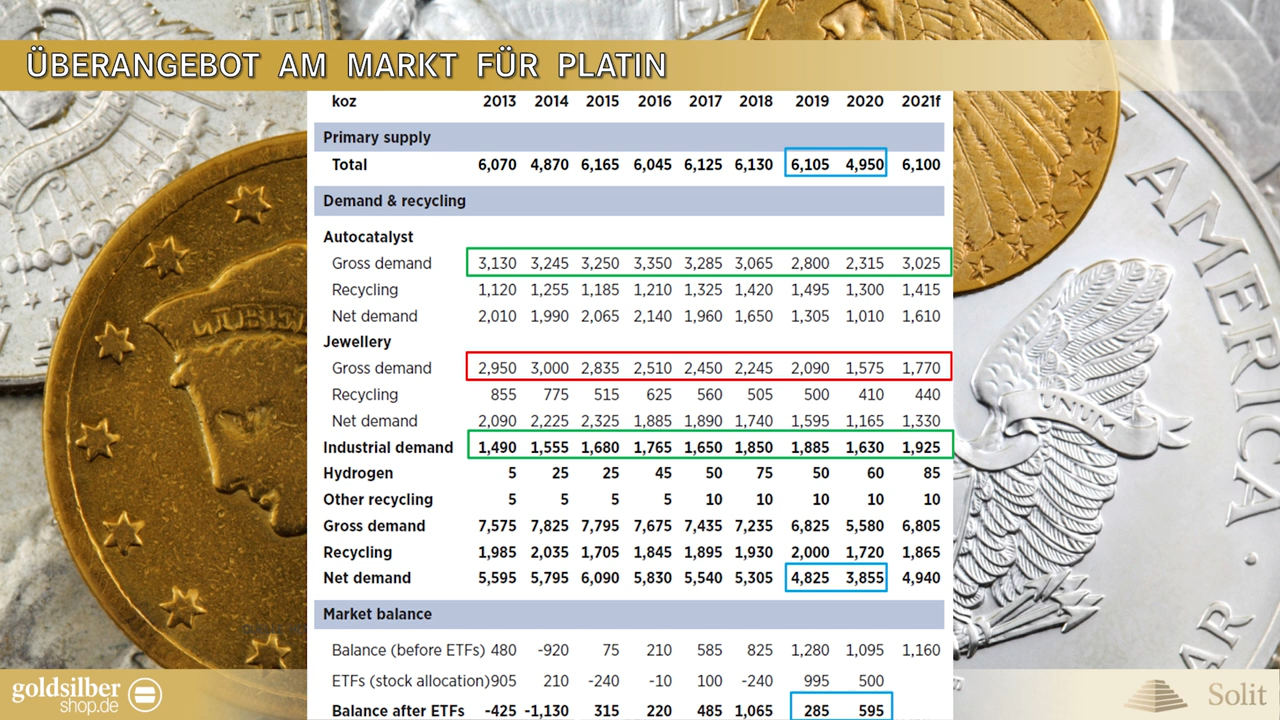 ÜBERANGEBOT AM MARKT FÜR PLATIN
koz 2013 2014 2015 2016 2017 2018 2019 2020 2021f
Primary supply
Total 6,070 4,870 6,165 6,045 6,125 6,130 6,105 4,950 6,100
Demand & recycling
Autocatalyst
Gross demand 3,130 3,245 3,250 3,350 3,285 3,065 2,800 2,315 3,025
Recycling 1,120 1,255 1,185 1,210 1,325 1,420 1,495 1,300 1,415
Net demand 2,010 1,990 2,065 2,140 1,960 1,650 1,305 1,010 1,610
Jewellery
Gross demand 2,950 3,000 2,835 2,510 2,450 2,245 2,090 1,575 1,770
Recycling 855 775 515 625 560 505 500 410 440
Net demand 2,090 2,225 2,325 1,885 1,890 1,740 1,595 1,165 1,330
Industrial demand 1,490 1,555 1,680 1,765 1,650 1,850 1,885 1,630 1,925
Hydrogen 5 25 25 45 50 75 50 60 85
Other recycling 5 5 5 5 10 10 10 10 10
Gross demand 7,575 7,825 7,795 7,675 7,435 7,235 6,825 5,580 6,805
Recycling 1,985 2,035 1,705 1,845 1,895 1,930 2,000 1,720 1,865
Net demand 5,595 5,795 6,090 5,830 5,540 5,305 4,825 3,855 4,940
Market balance
Balance (before ETFs) 480 -920 75 210 585 825 1,280 1,095 1,160
ETFs (stock allocation)905 210 -240 -10 100 -240 995 500
Balance after ETFs -425 -1,130 315 220 485 1,065 285 595
AMERICA
UNUM
goldsilber
shop.de
Solit